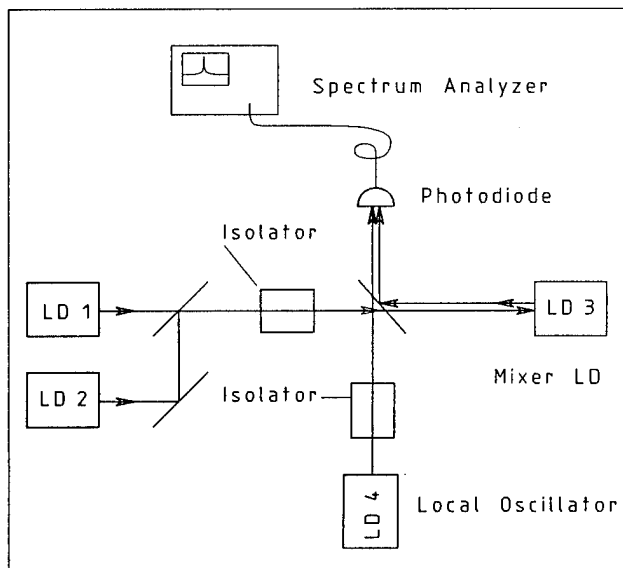 Spectrum Analyzer
Photodiode
Isolator
LD 1
LD 3
LD 2
Mixer LD
Isolator
LD 4
Local Oscillator